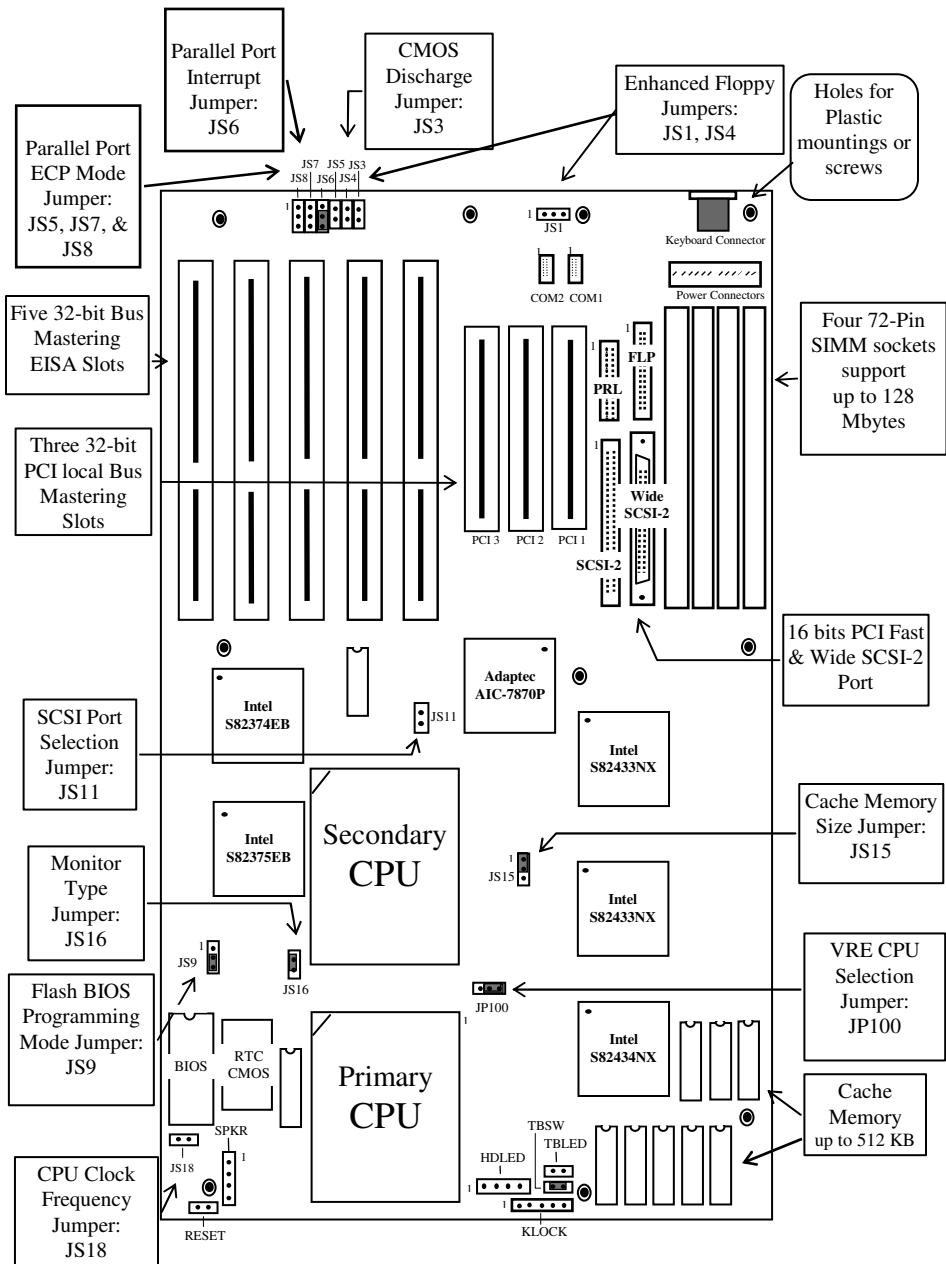 Parallel Port
Interrupt
Jumper:
JS6
CMOS
Discharge
Jumper:
JS3
Enhanced Floppy
Jumpers:
JS1, JS4
Holes for
Plastic
mountings or
screws
Parallel Port
ECP Mode
Jumper:
JS5, JS7, &
JS8
JS7 JS5 JS3
JS8 JS6 JS4
1
1
JS1
Keyboard Connector
1 1
COM2 COM1
Power Connectors
Five 32-bit Bus
Mastering
EISA Slots
Four 72-Pin
SIMM sockets
support
up to 128
Mbytes
1
FLP
1
PRL
Three 32-bit
PCI local Bus
Mastering
Slots
1
Wide
SCSI-2
PCI 3 PCI 2 PCI 1
SCSI-2
16 bits PCI Fast
& Wide SCSI-2
Port
Adaptec
AIC-7870P
Intel
S82374EB
JS11
SCSI Port
Selection
Jumper:
JS11
Intel
S82433NX
Secondary
CPU
Intel
S82375EB
Cache Memory
Size Jumper:
JS15
1
JS15
Monitor
Type
Jumper:
JS16
Intel
S82433NX
1
JS9
JS16
VRE CPU
Selection
Jumper:
JP100
JP100
1
Flash BIOS
Programming
Mode Jumper:
JS9
BIOS
RTC
CMOS
Primary
CPU
Intel
S82434NX
Cache
Memory
up to 512 KB
JS18
SPKR
1
TBSW
TBLED
HDLED
1
1
KLOCK
RESET
CPU Clock
Frequency
Jumper:
JS18